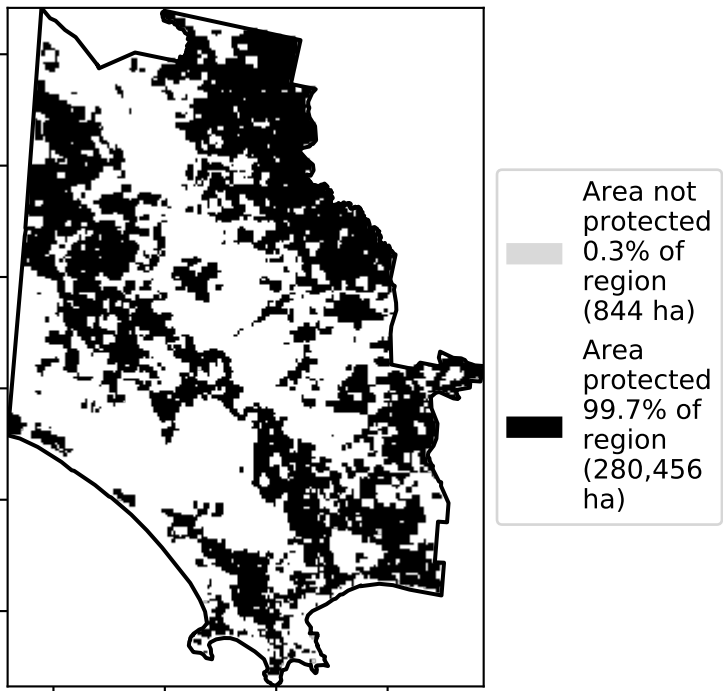 Area not
protected
0.3% of
region
(844 ha)
Area
protected
99.7% of
region
(280,456
ha)